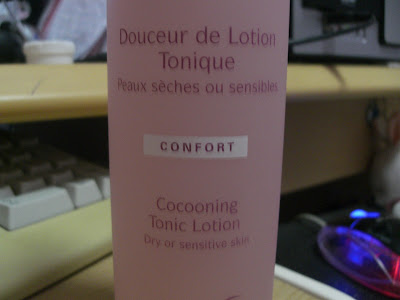 Douceur de Lotion
Tonique
Peaux sèches ou sensibles
CONFORT
Cocooning
Tonic Lotion
Dry or sensitive skin